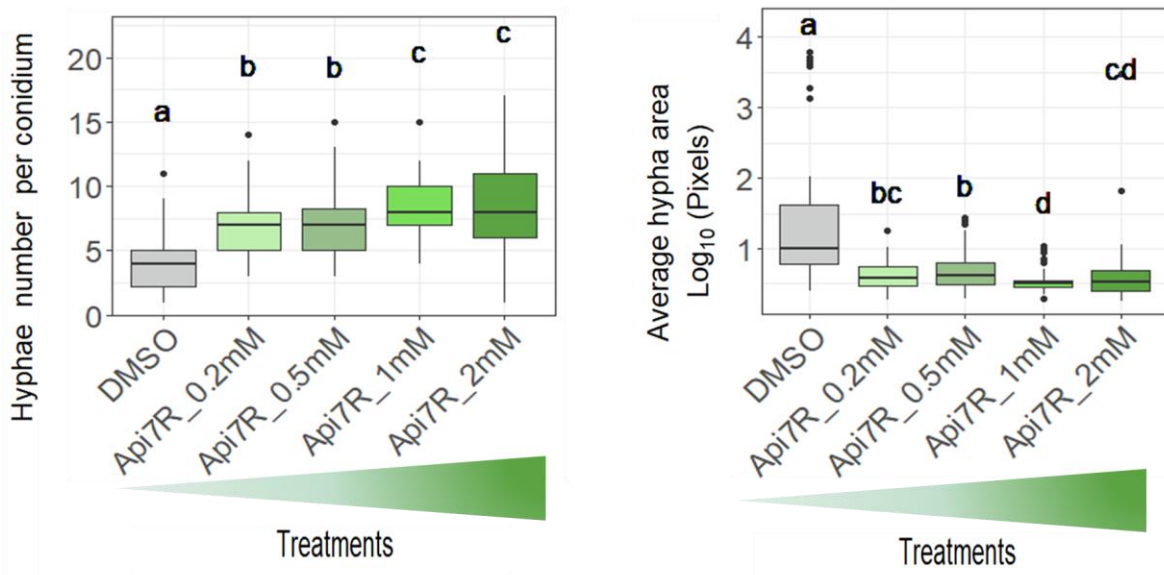 Hyphae number per conidium
20
15
10
5
0
a
b
b
c
c
DMSO
Api7R_0.2mM
Api7R_0.5mM
Api7R_1mM
Api7R_2mM
Treatments
Average hypha area
Log10 (Pixels)
4
3
2
1
a
bc
b
d
cd
DMSO
Api7R_0.2mM
Api7R_0.5mM
Api7R_1mM
Api7R_2mM
Treatments